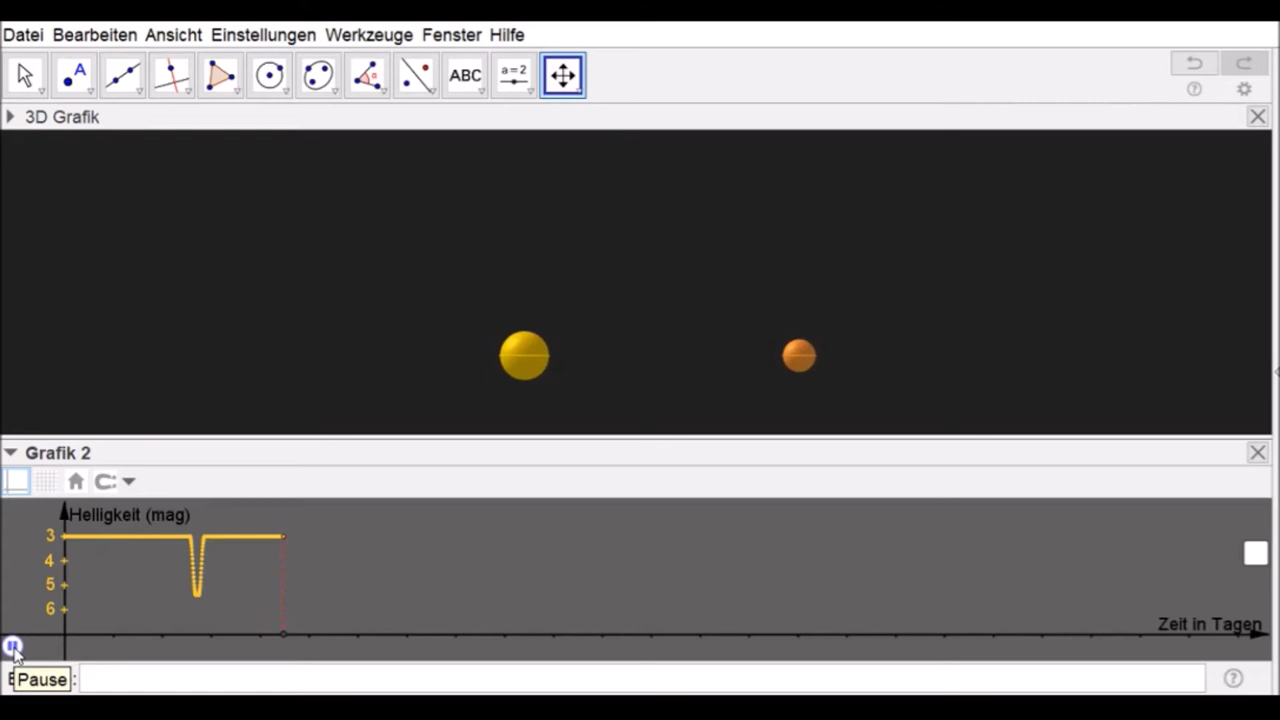 Datei Bearbeiten Ansicht Einstellungen Werkzeuge Fenster Hilfe
A
α
ABC
a=2
3D Grafik
Grafik 2
Helligkeit (mag)
3
4
5
6
Zeit in Tagen
Pause :